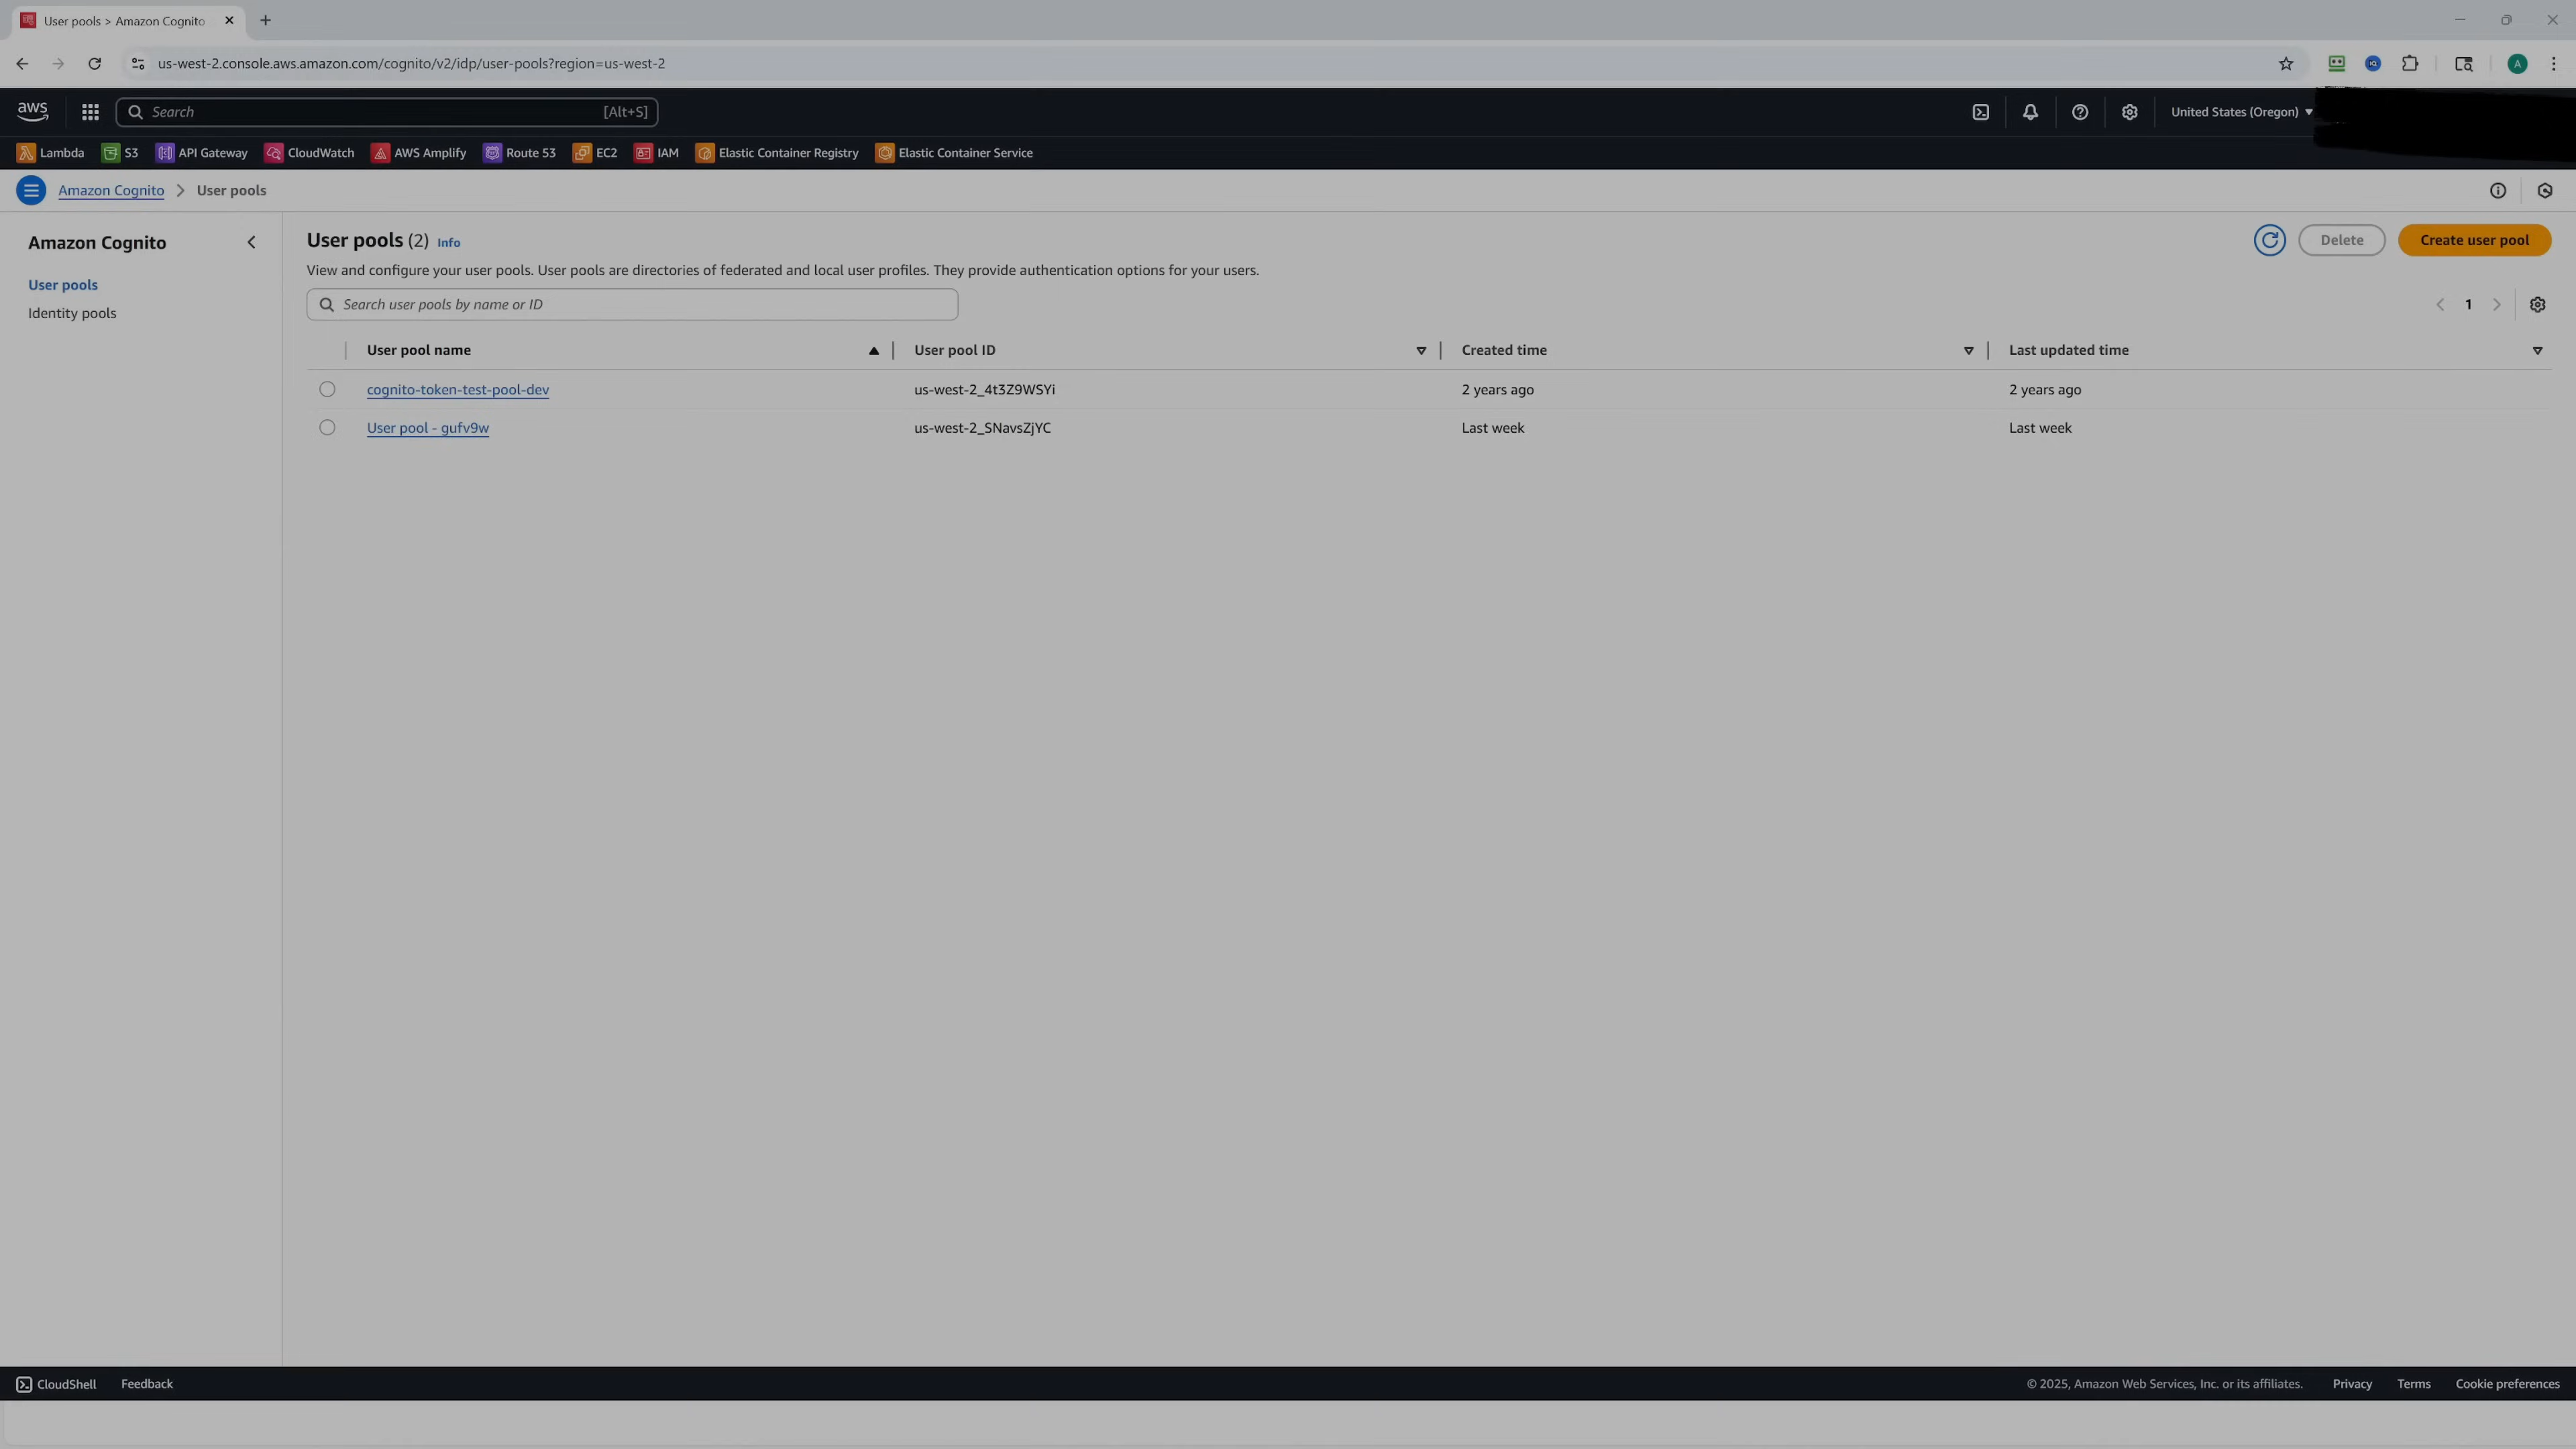 User pools > Amazon Cognito
us-west-2.console.aws.amazon.com/cognito/v2/idp/user-pools?region=us-west-2
A
aws
Search
[Alt+S]
United States (Oregon)
Lambda
S3
API Gateway
CloudWatch
AWS Amplify
Route 53
EC2
IAM
Elastic Container Registry
Elastic Container Service
Amazon Cognito
User pools
Amazon Cognito
User pools
Identity pools
User pools (2) Info
Delete
Create user pool
View and configure your user pools. User pools are directories of federated and local user profiles. They provide authentication options for your users.
Search user pools by name or ID
1
User pool name
User pool ID
Created time
Last updated time
cognito-token-test-pool-dev
us-west-2_4t3Z9WSYi
2 years ago
2 years ago
User pool - gufv9w
us-west-2_SNavsZjYC
Last week
Last week
CloudShell
Feedback
© 2025, Amazon Web Services, Inc. or its affiliates.
Privacy
Terms
Cookie preferences